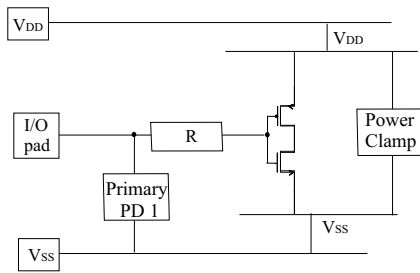 VDD
VDD
I/O
pad
R
Power
Clamp
Primary
PD 1
VSS
VSS